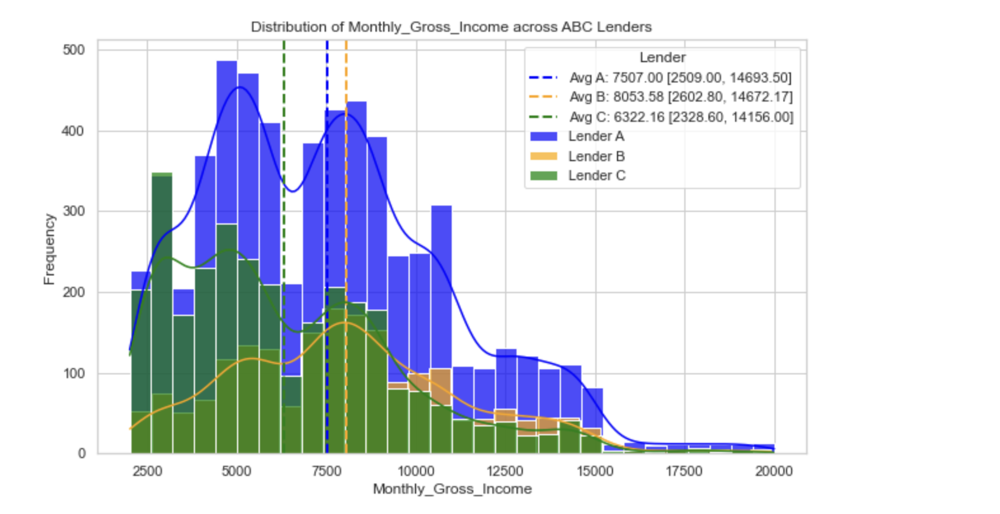 Distribution of Monthly_Gross_Income across ABC Lenders
Lender
Avg A: 7507.00 [2509.00, 14693.50]
Avg B: 8053.58 [2602.80, 14672.17]
Avg C: 6322.16 [2328.60, 14156.00]
Lender A
Lender B
Lender C
Frequency
500
400
300
200
100
0
2500 5000 7500 10000 12500 15000 17500 20000
Monthly_Gross_Income